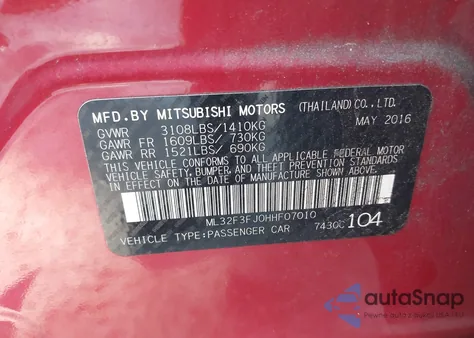 MFD.BY MITSUBISHI MOTORS (THAILAND) CO., LTD.
GVWR 3108LBS/1410KG MAY 2016
GAWR FR 1609LBS/ 730KG
GAWR RR 1521LBS/ 690KG
THIS VEHICLE CONFORMS TO ALL APPLICABLE
FEDERAL MOTOR VEHICLE SAFETY, BUMPER, AND
THEFT PREVENTION STANDARDS IN EFFECT ON
THE DATE OF MANUFACTURE SHOWN ABOVE.
ML32F3FJ0HHF07010
VEHICLE TYPE:PASSENGER CAR 104
autoSnap